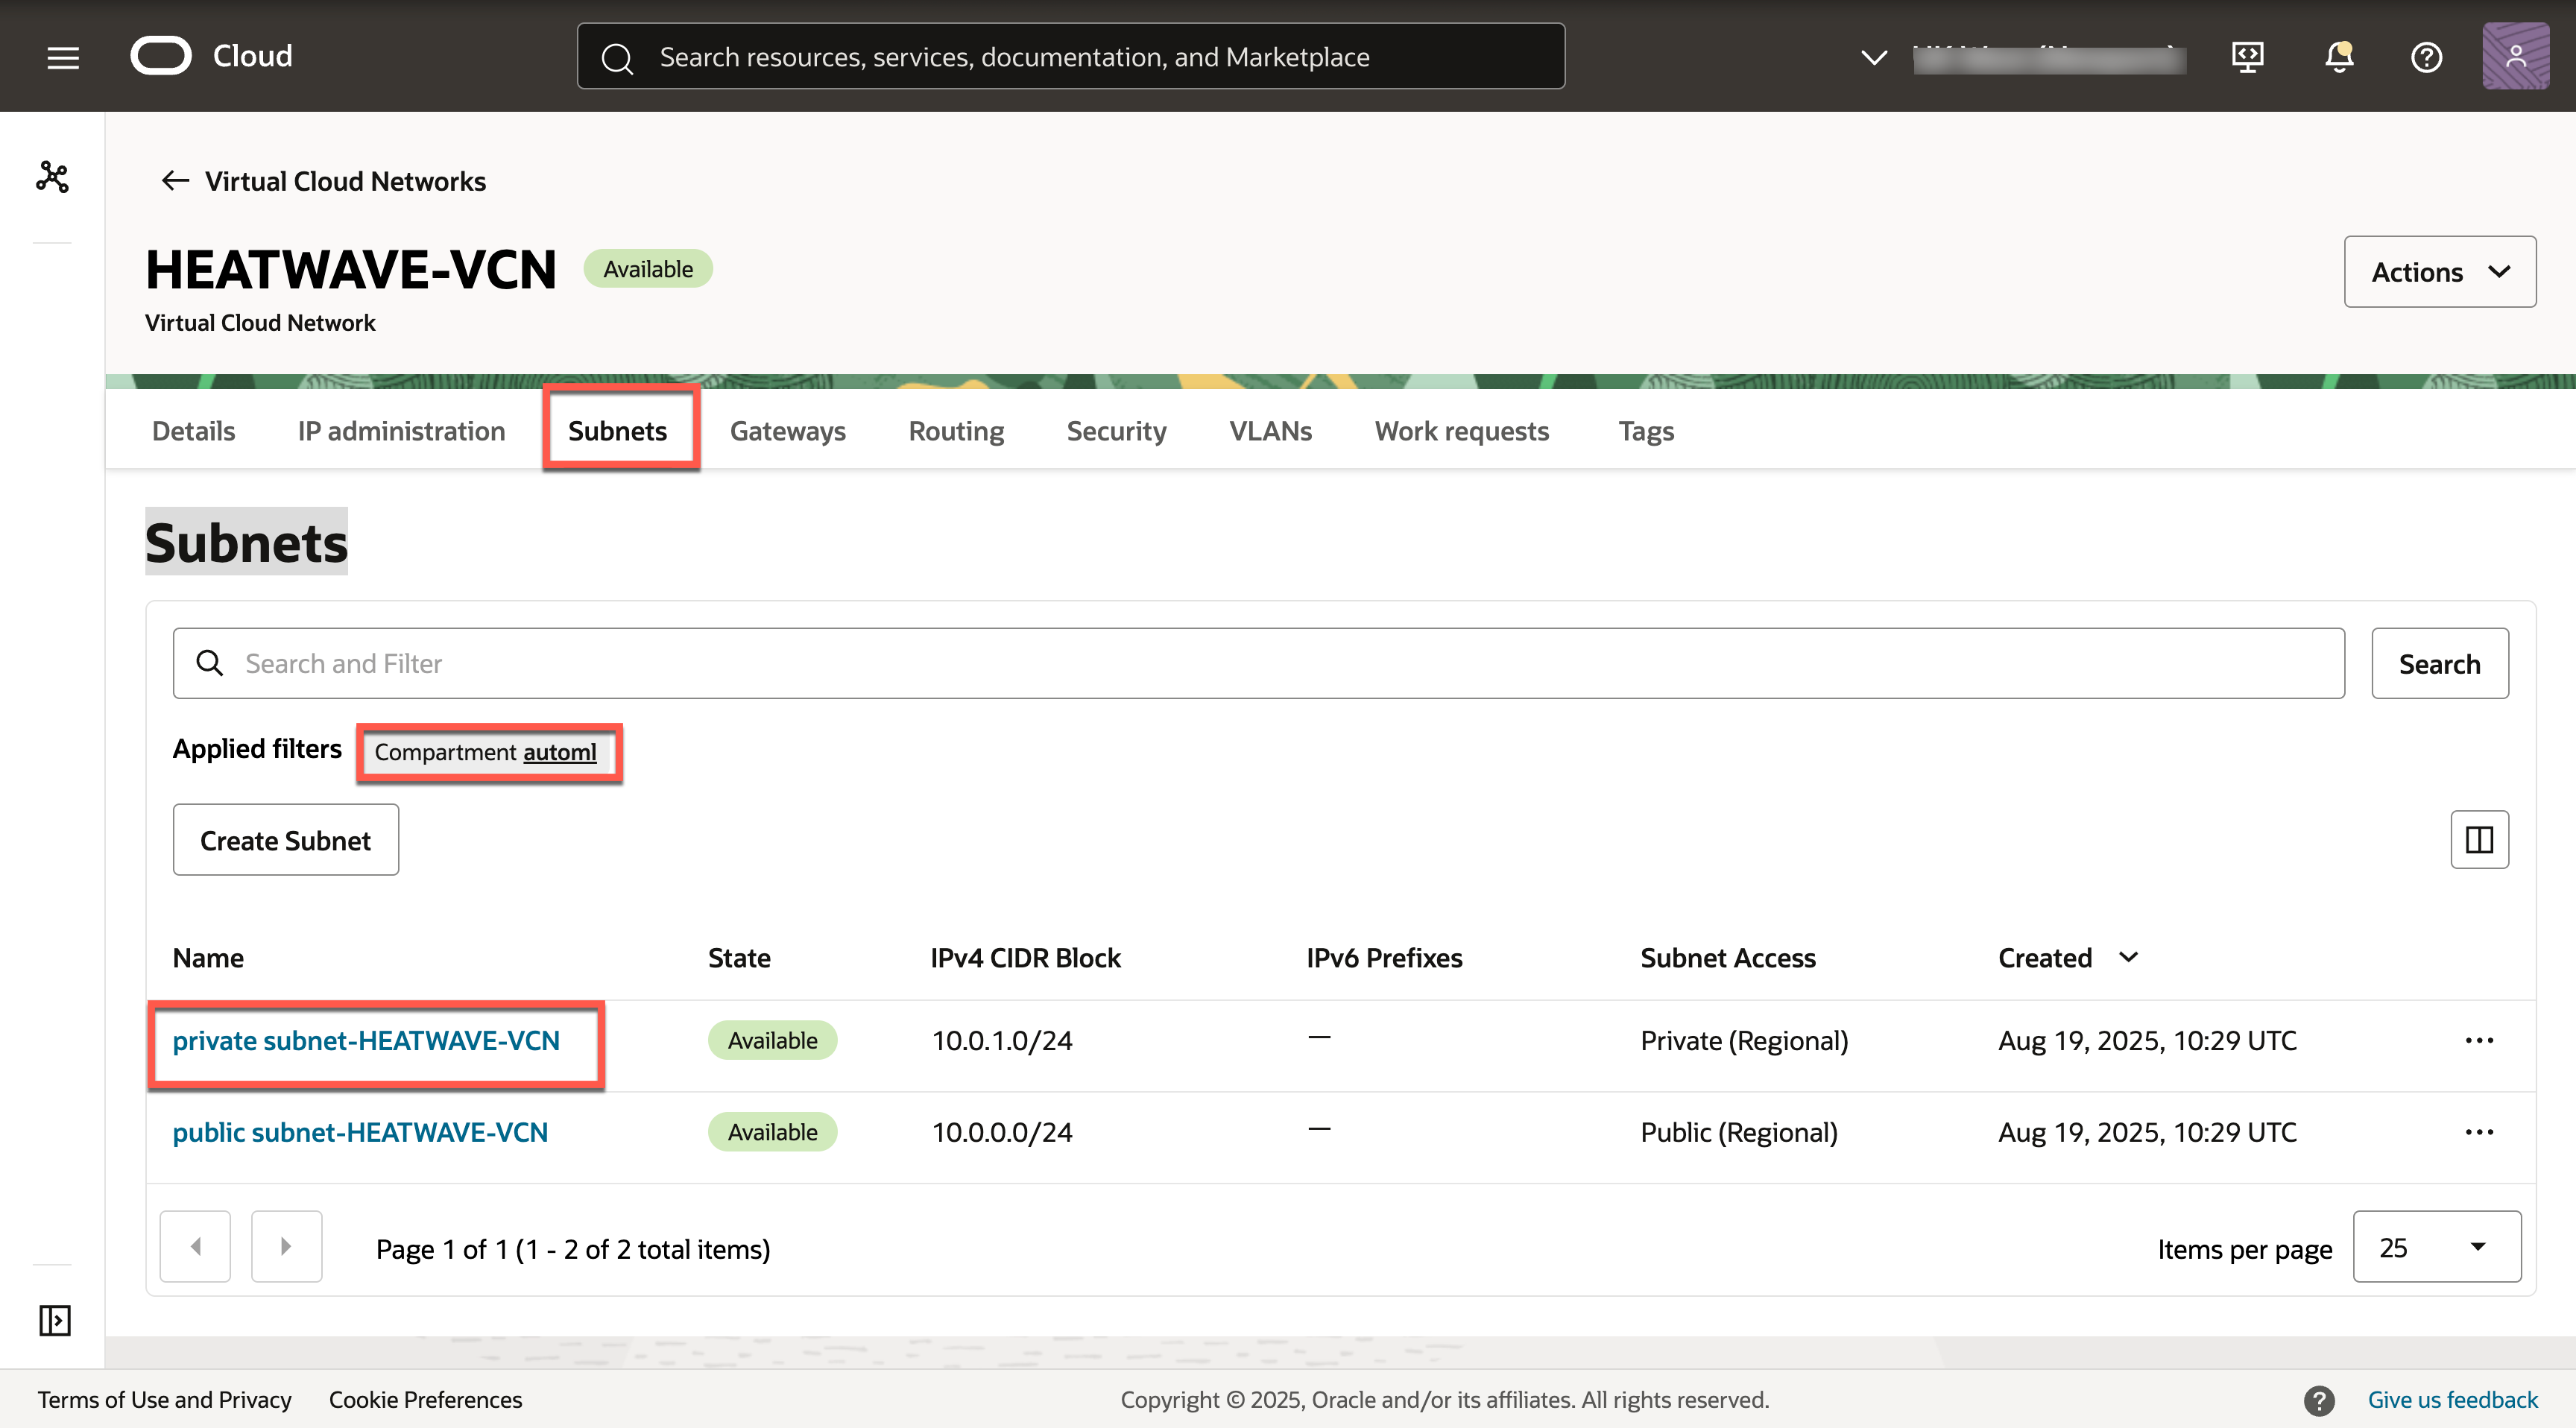 Cloud
Search resources, services, documentation, and Marketplace
Virtual Cloud Networks
HEATWAVE-VCN
Available
Virtual Cloud Network
Actions
Details IP administration Subnets Gateways Routing Security VLANs Work requests Tags
Subnets
Search and Filter
Search
Applied filters Compartment automl
Create Subnet
Name State IPv4 CIDR Block IPv6 Prefixes Subnet Access Created
private subnet-HEATWAVE-VCN Available 10.0.1.0/24 — Private (Regional) Aug 19, 2025, 10:29 UTC
public subnet-HEATWAVE-VCN Available 10.0.0.0/24 — Public (Regional) Aug 19, 2025, 10:29 UTC
Page 1 of 1 (1 - 2 of 2 total items)
Items per page 25
Terms of Use and Privacy Cookie Preferences Copyright © 2025, Oracle and/or its affiliates. All rights reserved. Give us feedback